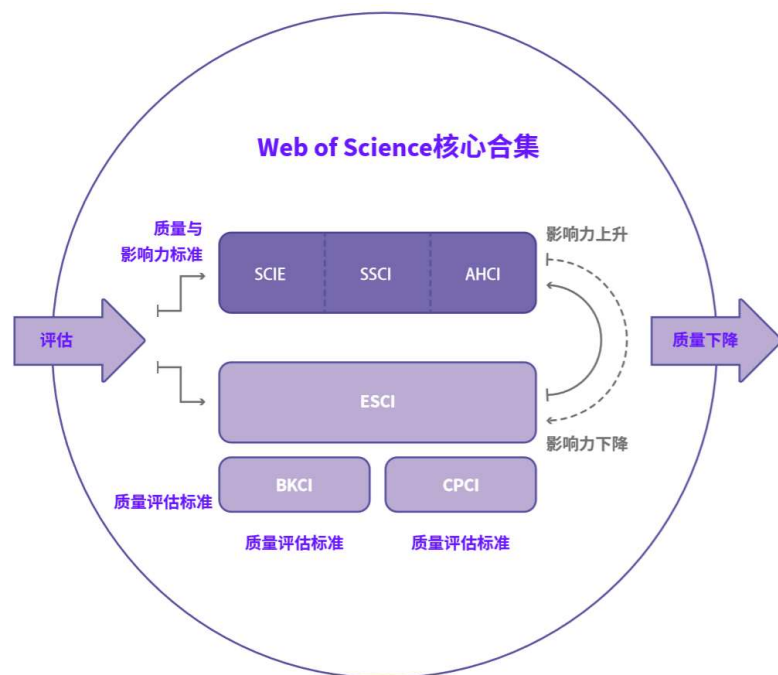 Web of Science核心合集
质量与
影响力标准
SCIE
SSCI
AHCI
影响力上升
评估
质量下降
ESCI
影响力下降
质量评估标准
BKCI
CPCI
质量评估标准
质量评估标准